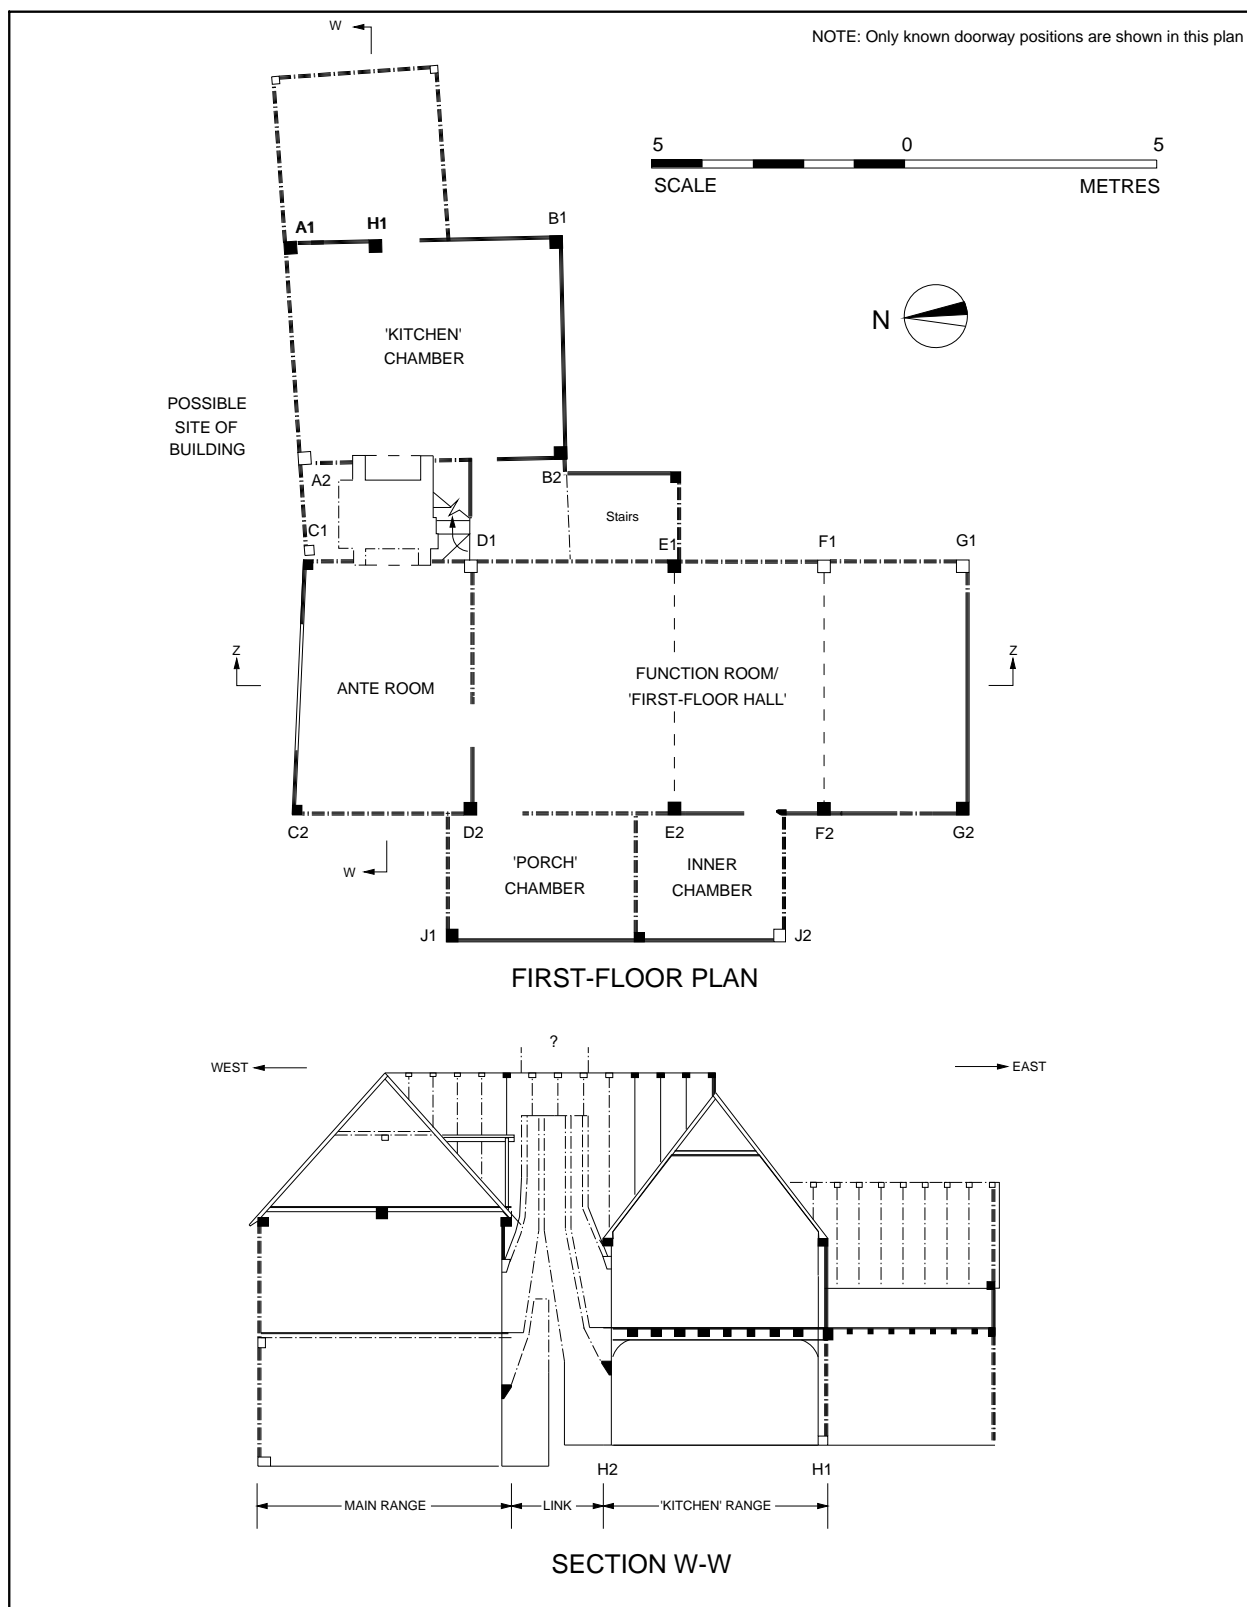 W
NOTE: Only known doorway positions are shown in this plan
5
0
5
SCALE
METRES
A1
H1
B1
N
'KITCHEN'
CHAMBER
POSSIBLE
SITE OF
BUILDING
A2
B2
Stairs
C1
D1
E1
F1
G1
Z
Z
ANTE ROOM
FUNCTION ROOM/
'FIRST-FLOOR HALL'
C2
D2
E2
F2
G2
W
'PORCH'
CHAMBER
INNER
CHAMBER
J1
J2
FIRST-FLOOR PLAN
?
WEST
EAST
H2
H1
MAIN RANGE
LINK
'KITCHEN' RANGE
SECTION W-W